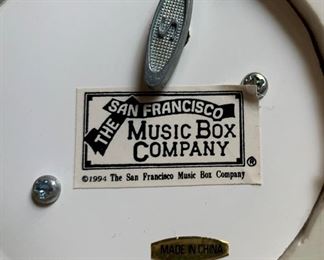 THE SAN FRANCISCO
MUSIC BOX
COMPANY ®
©1994 The San Francisco Music Box Company
MADE IN CHINA